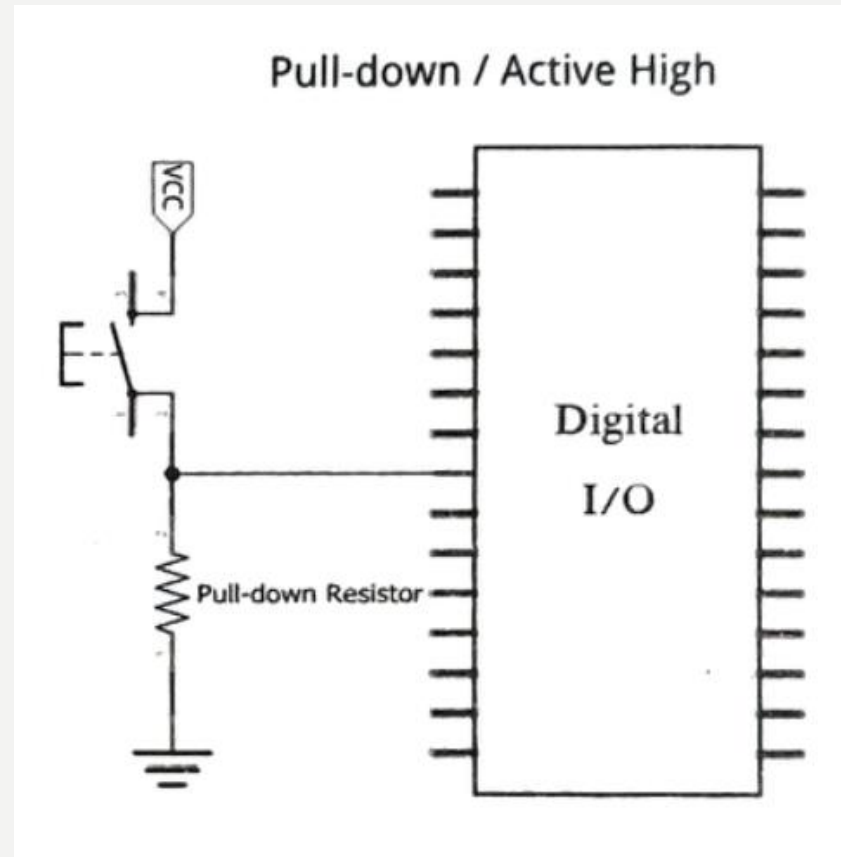 Pull-down / Active High
VCC
Digital
I/O
Pull-down Resistor